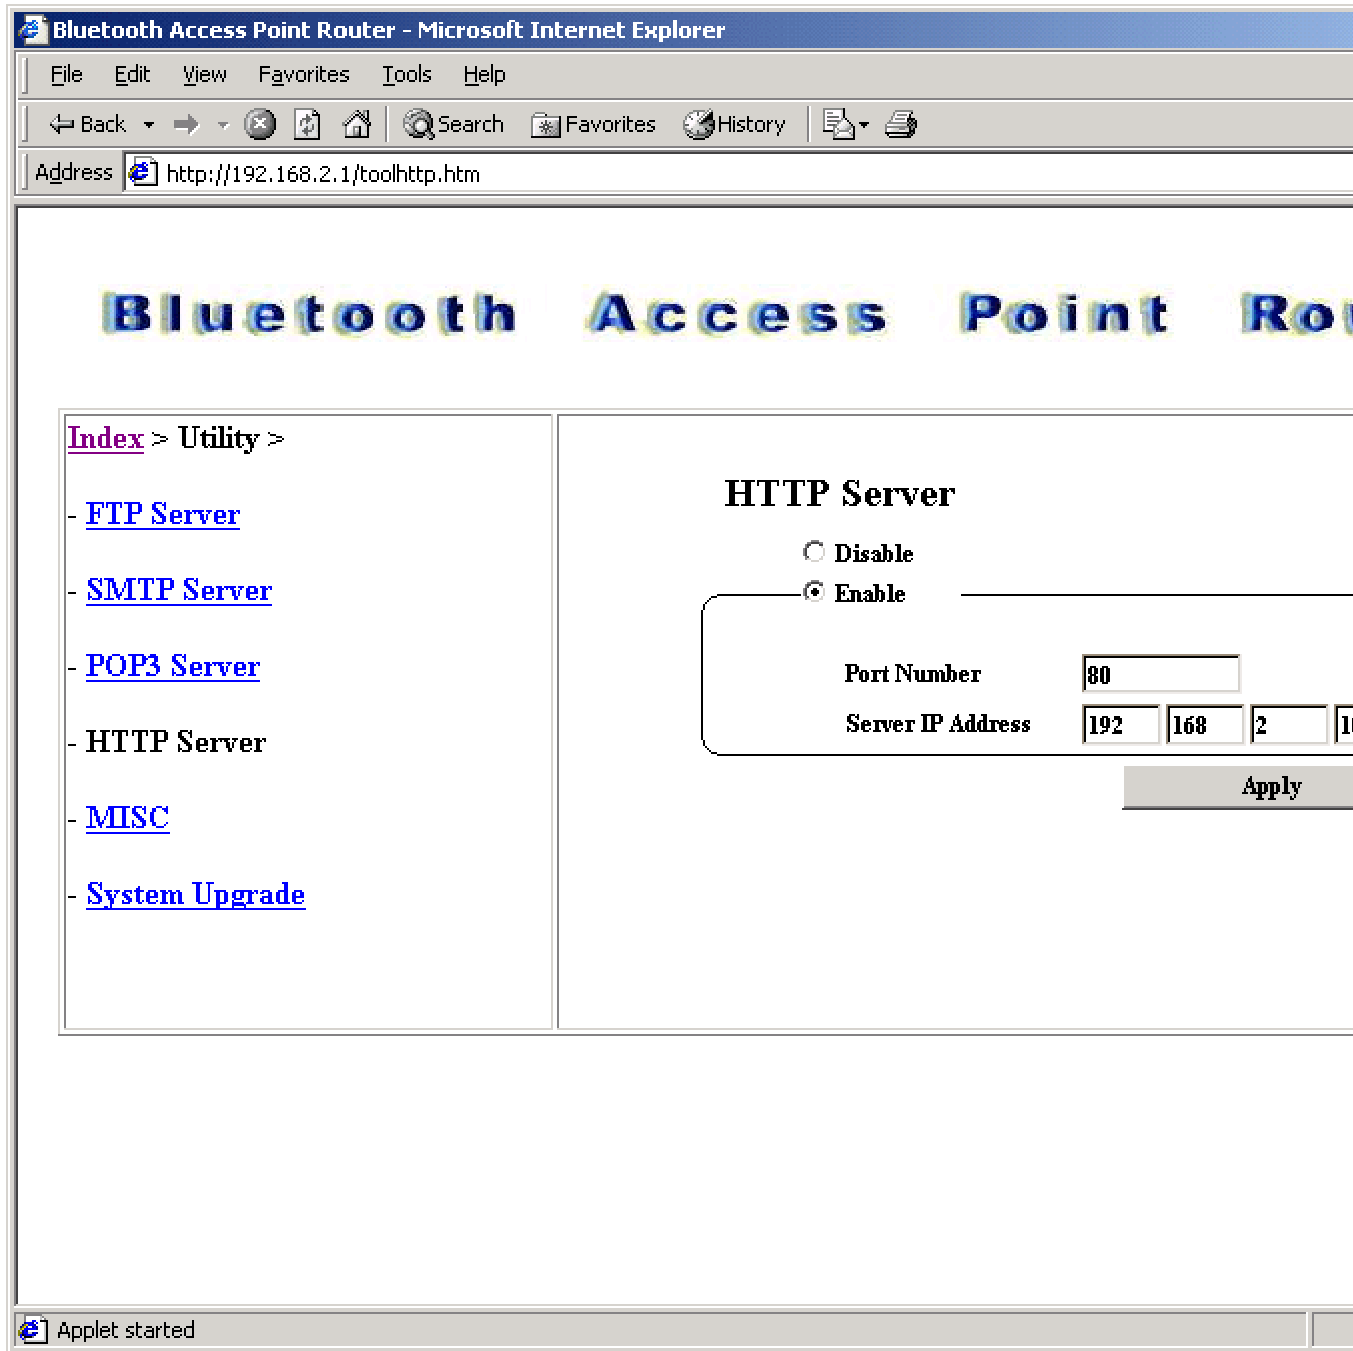 Bluetooth Access Point Router - Microsoft Internet Explorer
File Edit View Favorites Tools Help
Back Search Favorites History
Address http://192.168.2.1/toolhttp.htm
Bluetooth Access Point
Index > Utility >
- FTP Server
- SMTP Server
- POP3 Server
- HTTP Server
- MISC
- System Upgrade
HTTP Server
Disable
Enable
Port Number 80
Server IP Address 192 168 2
Apply
Applet started